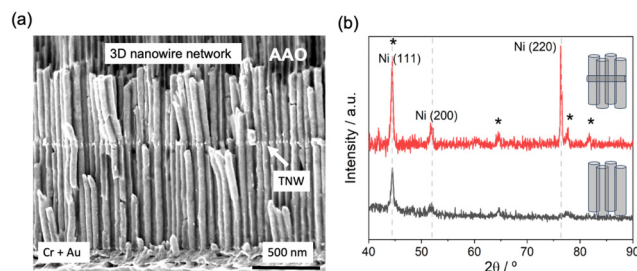 (a)
3D nanowire network
AAO
TNW
Cr + Au
500 nm
(b)
*
Ni (111)
Ni (200)
Ni (220)
*
*
*
Intensity / a.u.
40 50 60 70 80 90
2θ / °